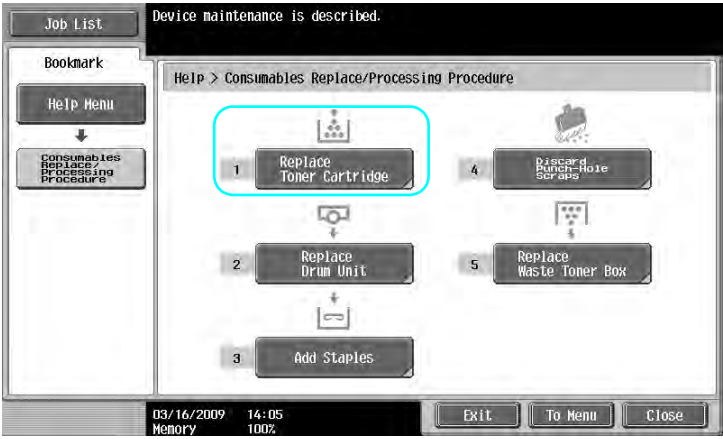 Job List
Device maintenance is described.
Bookmark
Help Menu
Consumables
Replace/
Processing
Procedure
Help > Consumables Replace/Processing Procedure
1
Replace
Toner Cartridge
2
Replace
Drum Unit
3
Add Staples
4
Discard
Punch-Hole
Scraps
5
Replace
Waste Toner Box
03/16/2009 14:05
Memory 100%
Exit
To Menu
Close